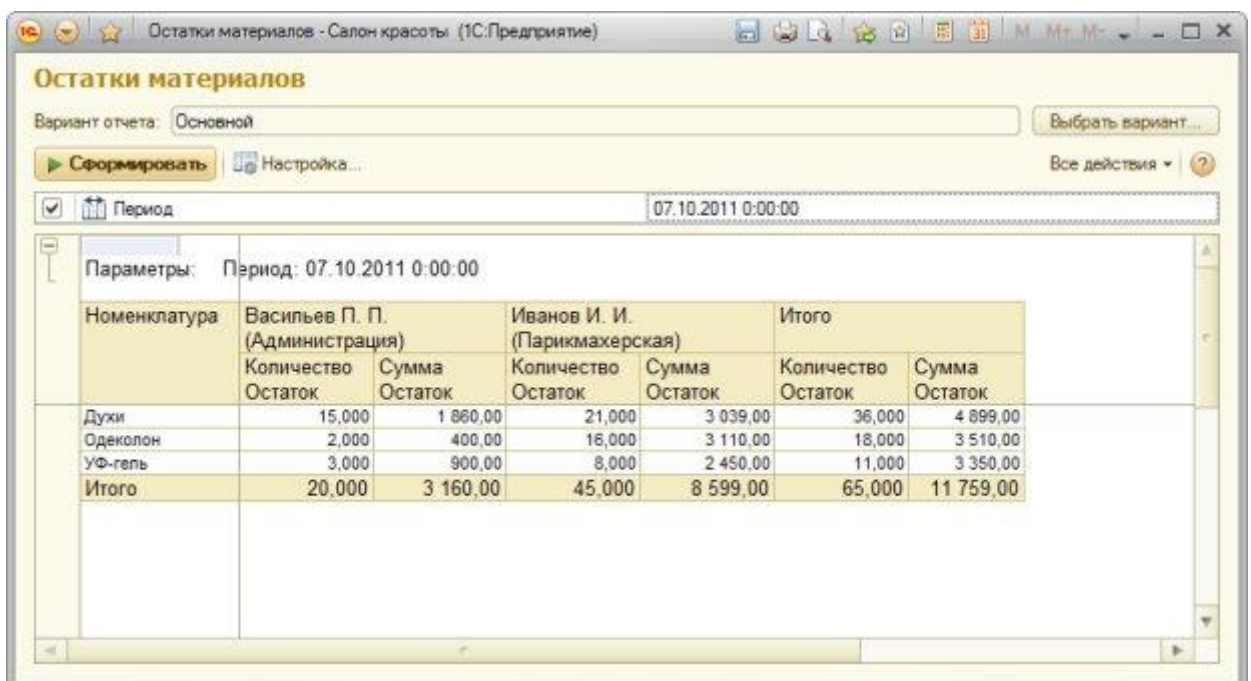 Остатки материалов - Салон красоты (1С:Предприятие)
M M+ M-
Остатки материалов
Вариант отчета: Основной Выбрать вариант...
Сформировать Настройка... Все действия
Период 07.10.2011 0:00:00
Параметры: Период: 07.10.2011 0:00:00
Номенклатура Васильев П. П. Иванов И. И. Итого
(Администрация) (Парикмахерская)
Количество Сумма Количество Сумма Количество Сумма
Остаток Остаток Остаток Остаток Остаток Остаток
Духи 15,000 1 860,00 21,000 3 039,00 36,000 4 899,00
Одеколон 2,000 400,00 16,000 3 110,00 18,000 3 510,00
УФ-гель 3,000 900,00 8,000 2 450,00 11,000 3 350,00
Итого 20,000 3 160,00 45,000 8 599,00 65,000 11 759,00